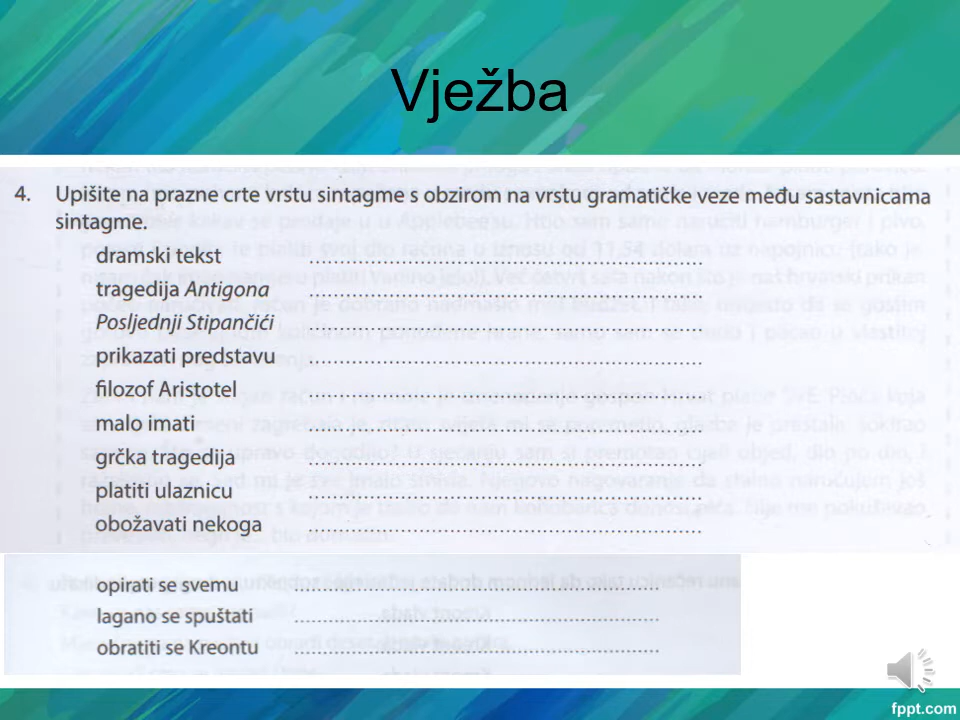 Vježba
4. Upišite na prazne crte vrstu sintagme s obzirom na vrstu gramatičke veze među sastavnicama
sintagme.
dramski tekst
tragedija Antigona
Posljednji Stipančići
prikazati predstavu
filozof Aristotel
malo imati
grčka tragedija
platiti ulaznicu
obožavati nekoga
opirati se svemu
lagano se spuštati
obratiti se Kreontu
fppt.com